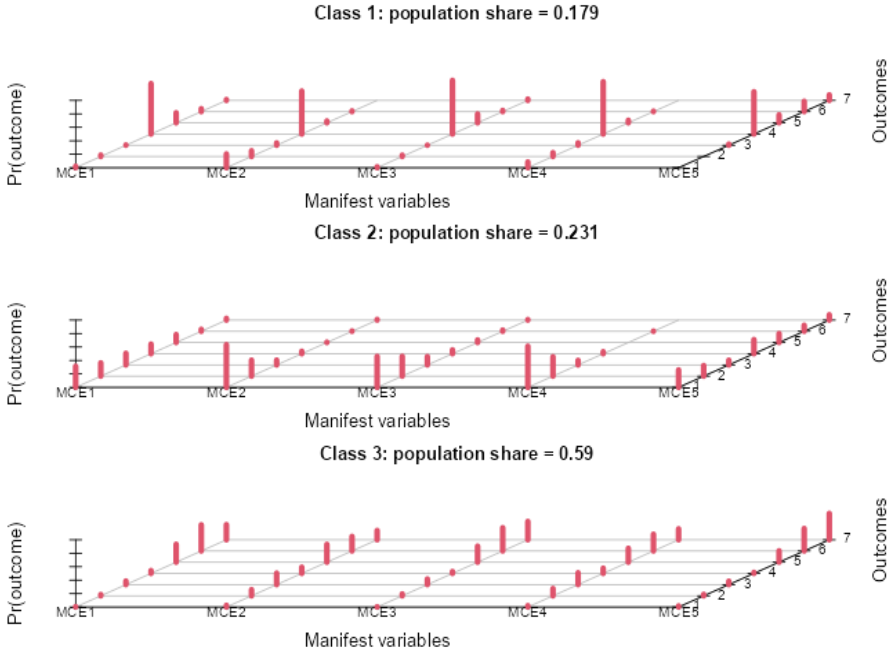 Class 1: population share = 0.179
Pr(outcome)
Outcomes
7
6
5
4
3
2
1
MCE1 MCE2 MCE3 MCE4 MCE5
Manifest variables
Class 2: population share = 0.231
Pr(outcome)
Outcomes
7
6
5
4
3
2
1
MCE1 MCE2 MCE3 MCE4 MCE5
Manifest variables
Class 3: population share = 0.59
Pr(outcome)
Outcomes
7
6
5
4
3
2
1
MCE1 MCE2 MCE3 MCE4 MCE5
Manifest variables